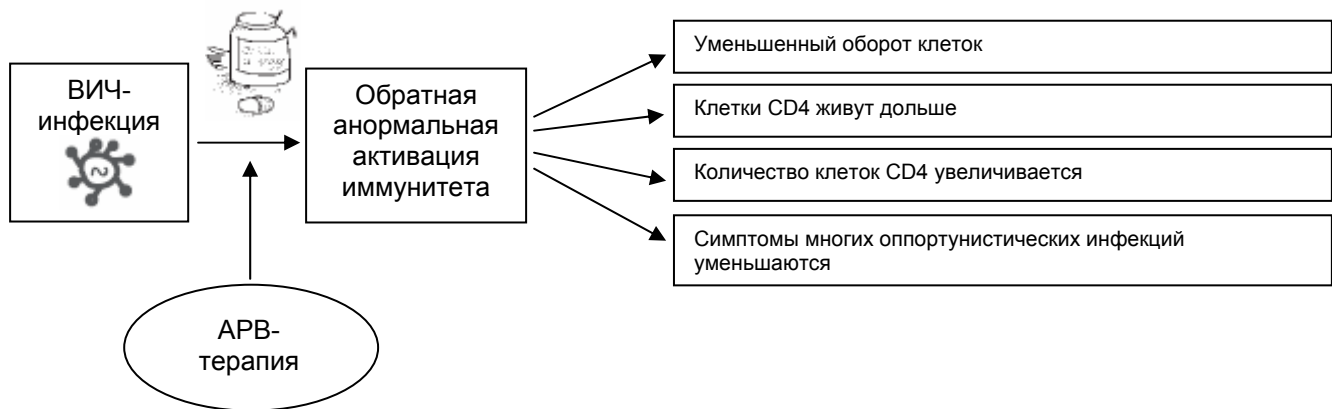 ВИЧ-
инфекция
Обратная
анормальная
активация
иммунитета
Уменьшенный оборот клеток
Клетки CD4 живут дольше
Количество клеток CD4 увеличивается
Симптомы многих оппортунистических инфекций
уменьшаются
АРВ-
терапия